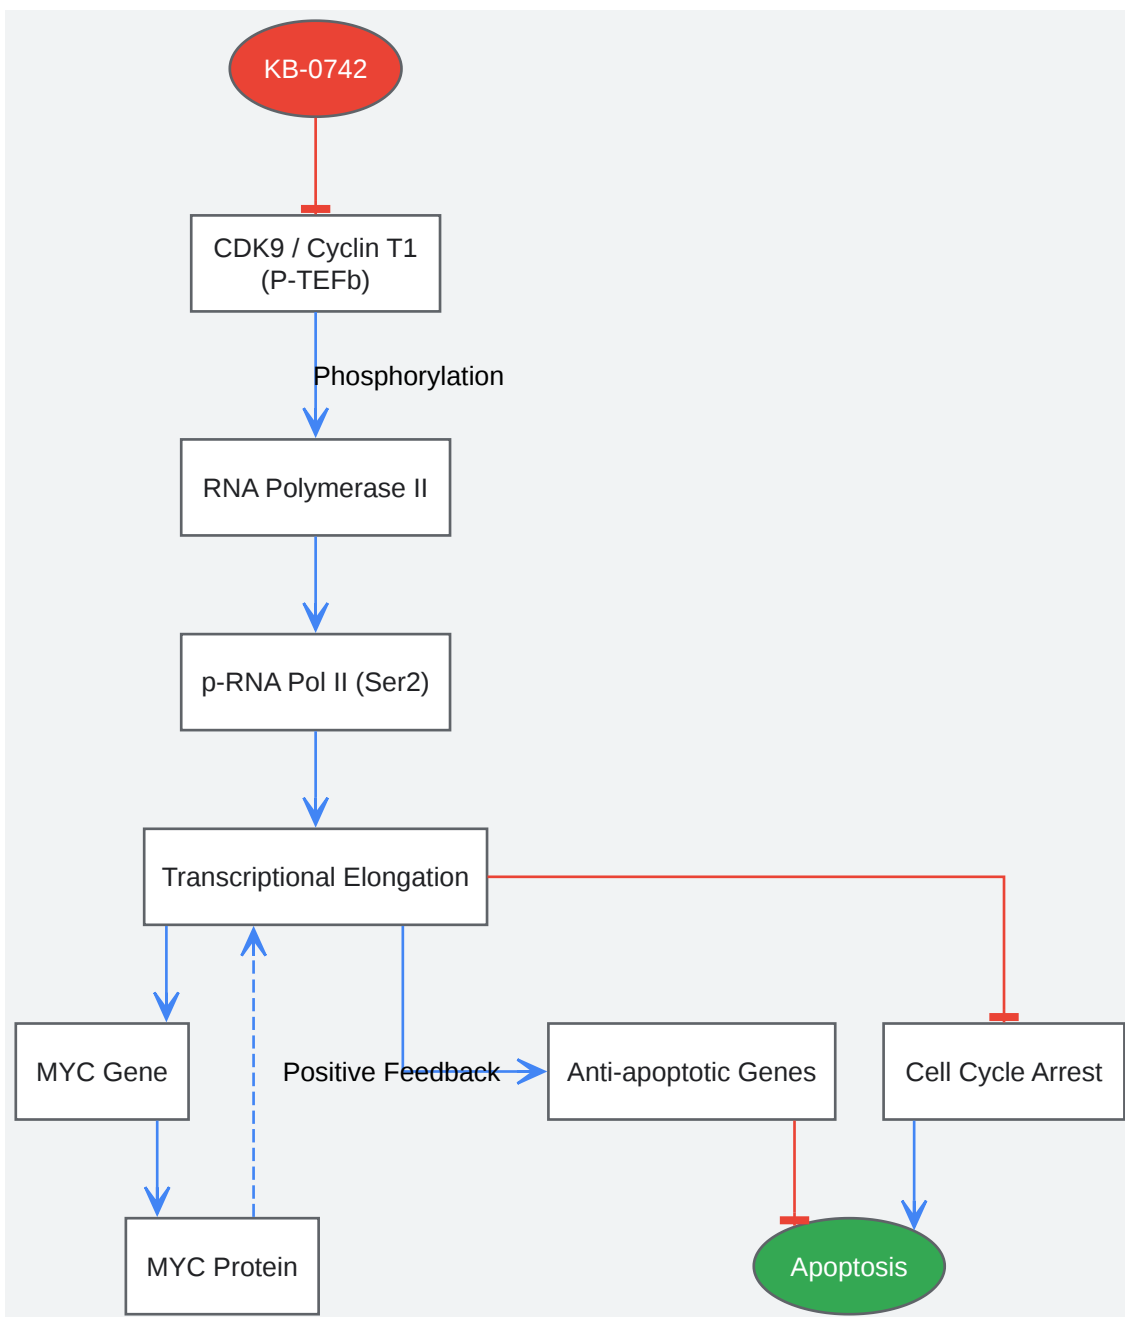 KB-0742
CDK9 / Cyclin T1
(P-TEFb)
Phosphorylation
RNA Polymerase II
p-RNA Pol II (Ser2)
Transcriptional Elongation
MYC Gene
Positive Feedback
Anti-apoptotic Genes
Cell Cycle Arrest
MYC Protein
Apoptosis